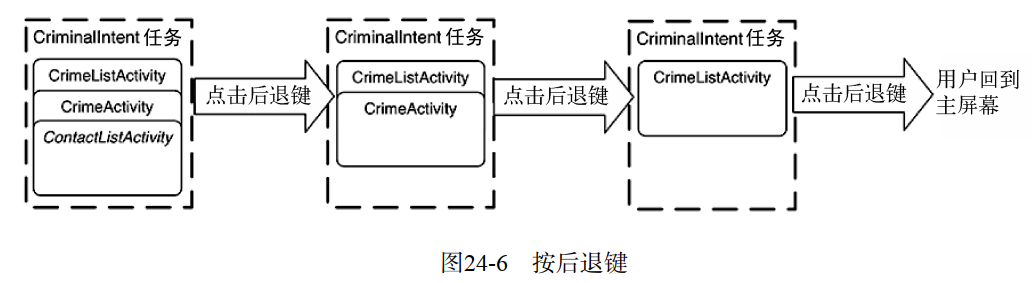 CriminalIntent 任务
CrimeListActivity
CrimeActivity
ContactListActivity
点击后退键
CriminalIntent 任务
CrimeListActivity
CrimeActivity
点击后退键
CriminalIntent 任务
CrimeListActivity
点击后退键
用户回到
主屏幕
图24-6 按后退键